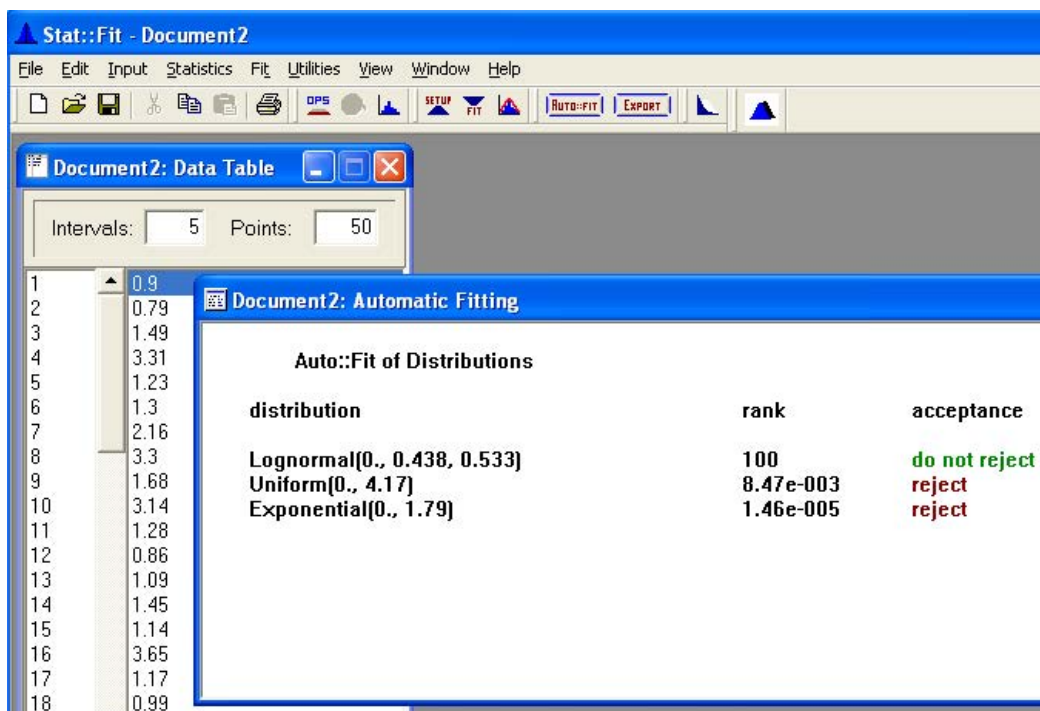 Stat::Fit - Document2
File Edit Input Statistics Fit Utilities View Window Help
OPS SETUP FIT AUTO::FIT EXPORT
Document2: Data Table
Intervals: 5 Points: 50
1 0.9
2 0.79
3 1.49
4 3.31
5 1.23
6 1.3
7 2.16
8 3.3
9 1.68
10 3.14
11 1.28
12 0.86
13 1.09
14 1.45
15 1.14
16 3.65
17 1.17
18 0.99
Document2: Automatic Fitting
Auto::Fit of Distributions
distribution rank acceptance
Lognormal(0., 0.438, 0.533) 100 do not reject
Uniform(0., 4.17) 8.47e-003 reject
Exponential(0., 1.79) 1.46e-005 reject